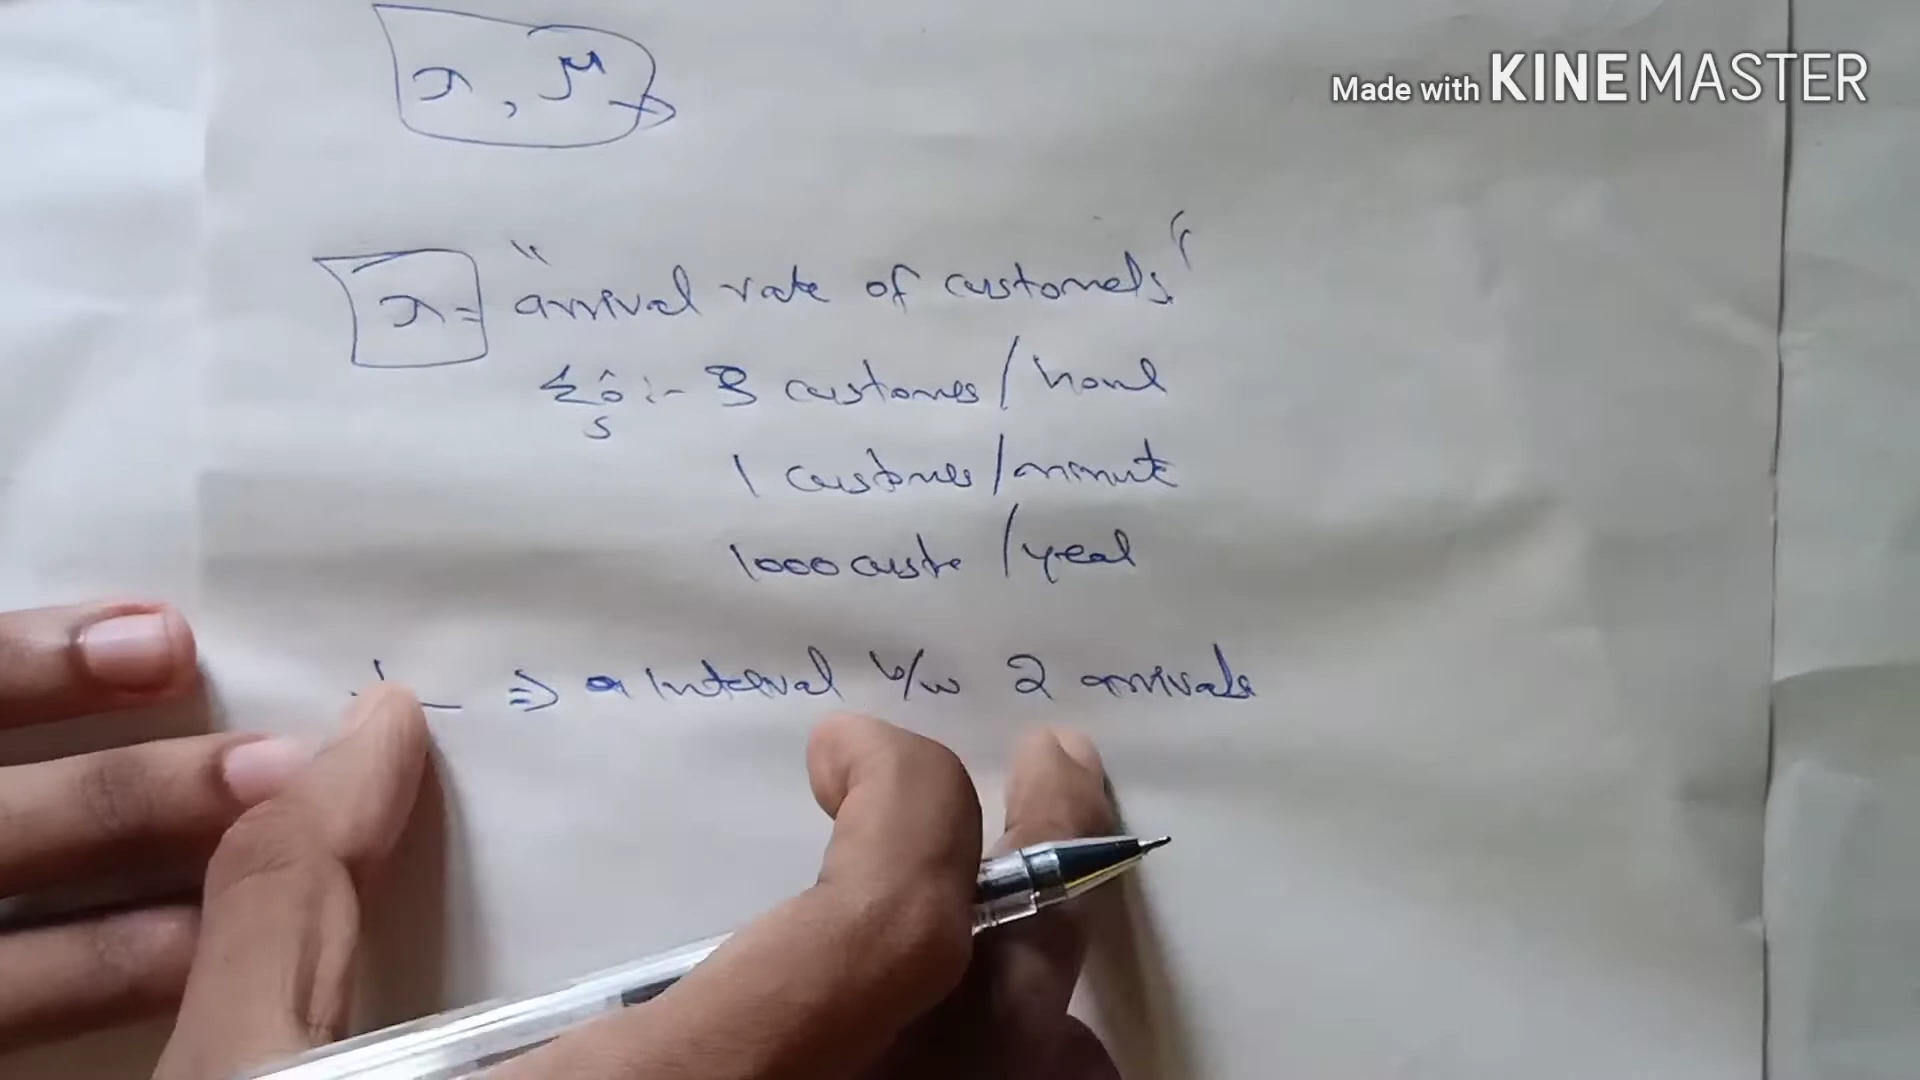 Made with KINEMASTER
λ, μ
λ = "arrival rate of customers"
Eg :- 3 customers/hour
1 customer/minute
1000 custo/year
⇒ interval b/w 2 arrivals